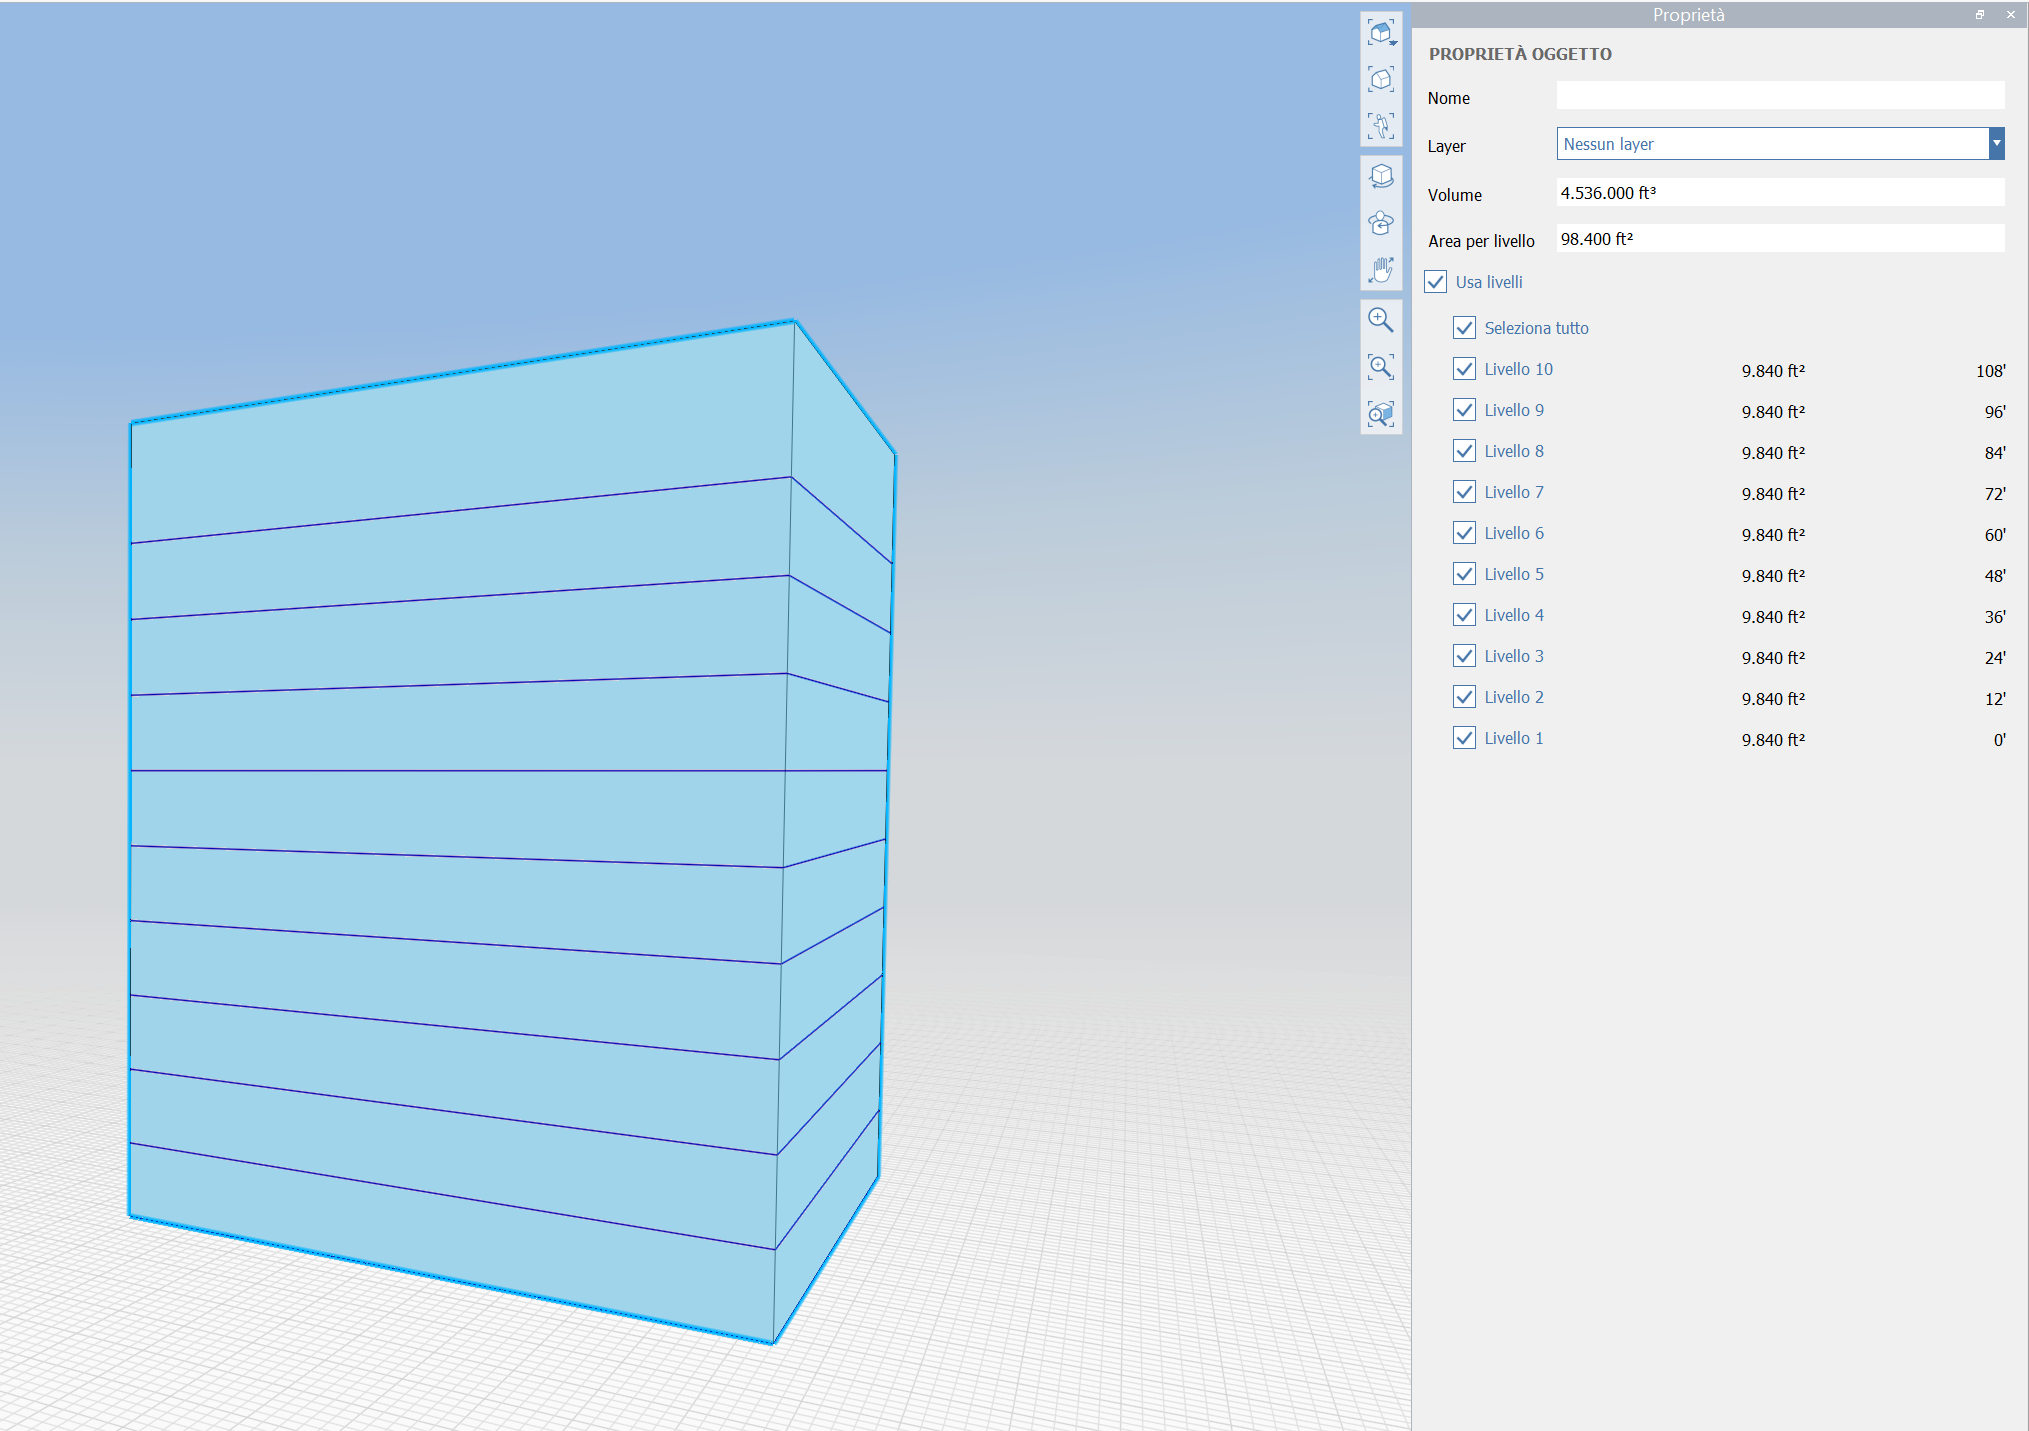 Proprietà
PROPRIETÀ OGGETTO
Nome
Layer Nessun layer
Volume 4.536.000 ft³
Area per livello 98.400 ft²
Usa livelli
Seleziona tutto
Livello 10 9.840 ft² 108'
Livello 9 9.840 ft² 96'
Livello 8 9.840 ft² 84'
Livello 7 9.840 ft² 72'
Livello 6 9.840 ft² 60'
Livello 5 9.840 ft² 48'
Livello 4 9.840 ft² 36'
Livello 3 9.840 ft² 24'
Livello 2 9.840 ft² 12'
Livello 1 9.840 ft² 0'